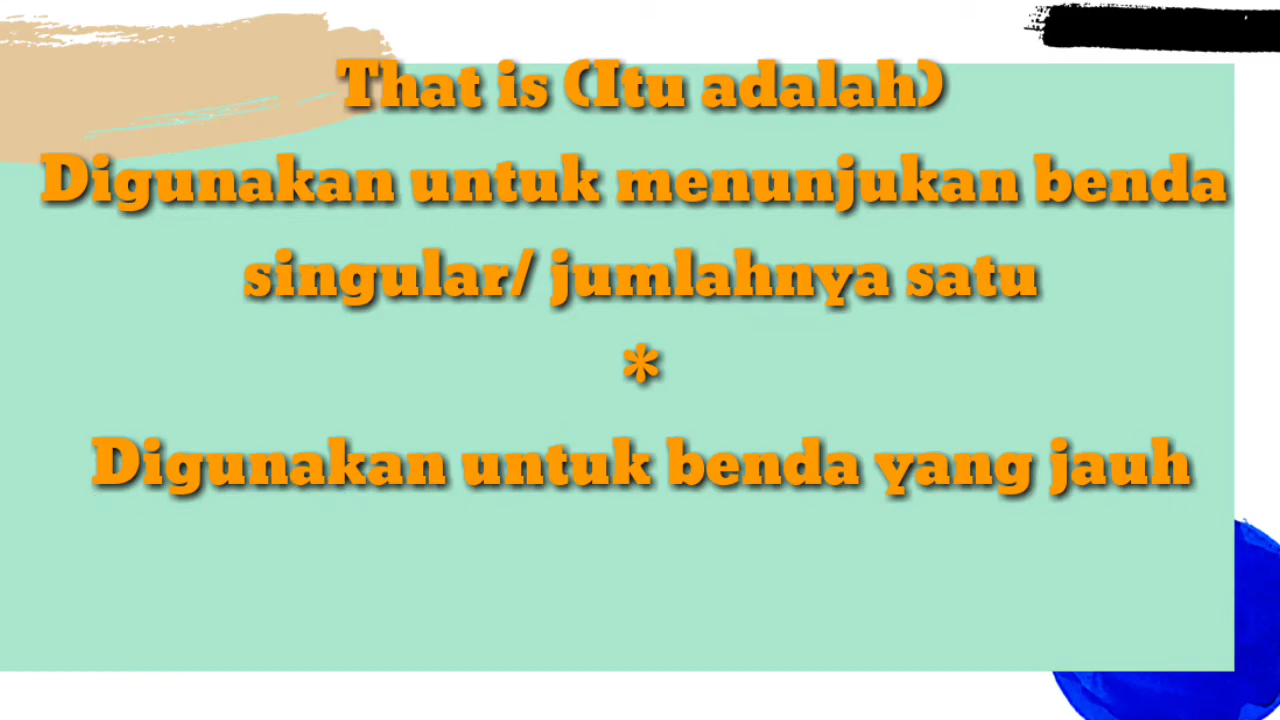 That is (Itu adalah)
Digunakan untuk menunjukan benda
singular/ jumlahnya satu
*
Digunakan untuk benda yang jauh